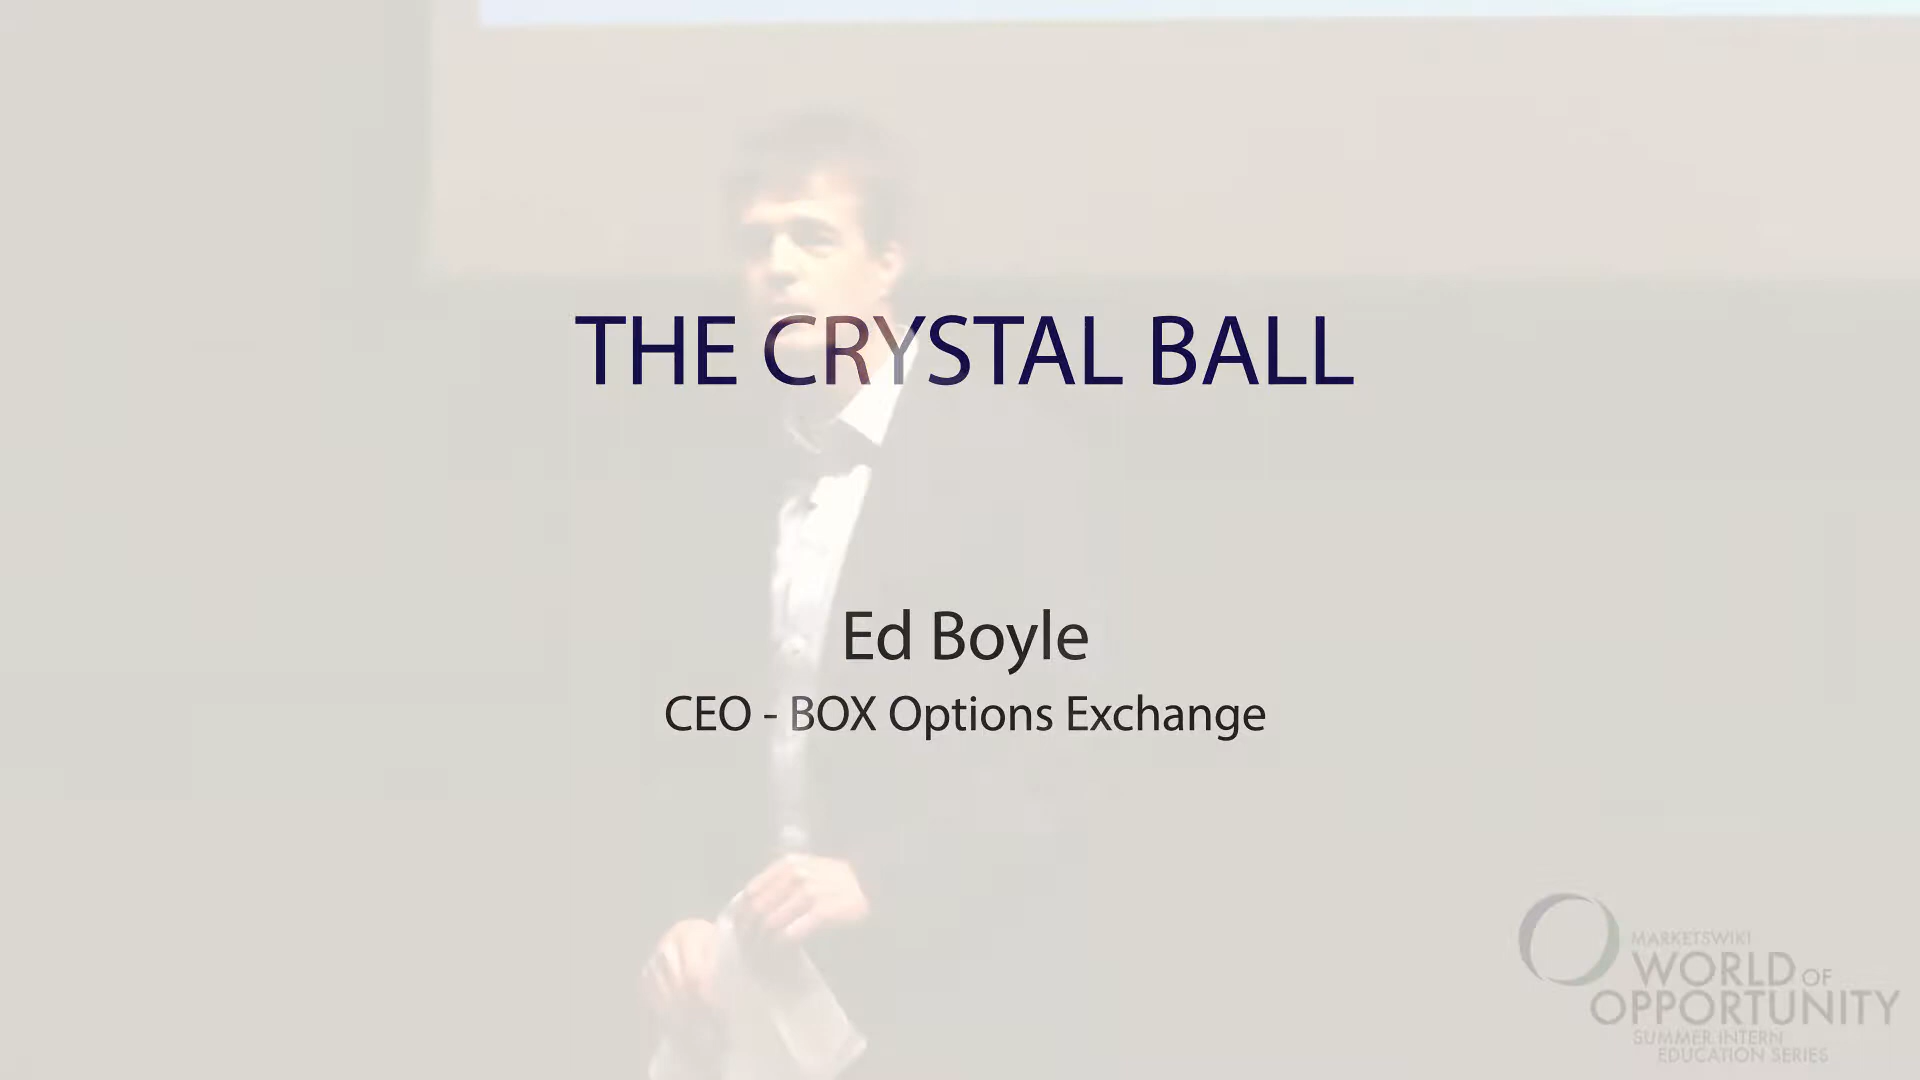 THE CRYSTAL BALL
Ed Boyle
CEO - BOX Options Exchange
MARKETSWIKI
WORLD OF
OPPORTUNITY
SUMMER INTERN
EDUCATION SERIES